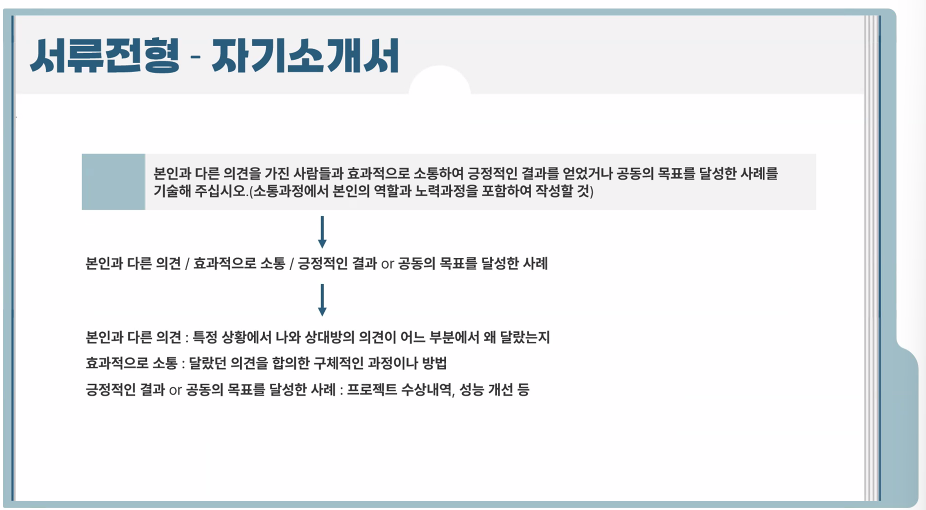 서류전형 - 자기소개서
본인과 다른 의견을 가진 사람들과 효과적으로 소통하여 긍정적인 결과를 얻었거나 공동의 목표를 달성한 사례를
기술해 주십시오.(소통과정에서 본인의 역할과 노력과정을 포함하여 작성할 것)
본인과 다른 의견 / 효과적으로 소통 / 긍정적인 결과 or 공동의 목표를 달성한 사례
본인과 다른 의견 : 특정 상황에서 나와 상대방의 의견이 어느 부분에서 왜 달랐는지
효과적으로 소통 : 달랐던 의견을 합의한 구체적인 과정이나 방법
긍정적인 결과 or 공동의 목표를 달성한 사례 : 프로젝트 수상내역, 성능 개선 등